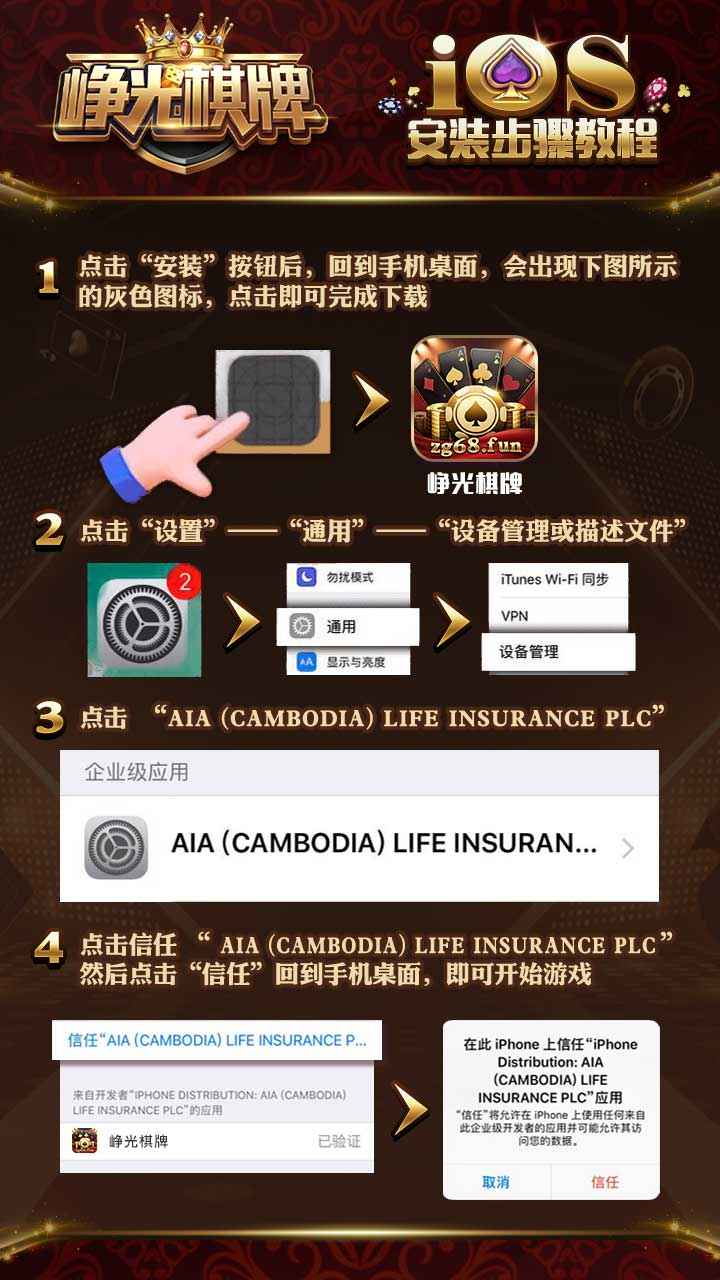 峥光棋牌
iOS
安装步骤教程
1 点击“安装”按钮后，回到手机桌面，会出现下图所示
的灰色图标，点击即可完成下载
zg68.fun
峥光棋牌
2 点击“设置”——“通用”——“设备管理或描述文件”
2
勿扰模式
通用
AA 显示与亮度
iTunes Wi-Fi 同步
VPN
设备管理
3 点击 “AIA (CAMBODIA) LIFE INSURANCE PLC”
企业级应用
AIA (CAMBODIA) LIFE INSURAN...
4 点击信任 “ AIA (CAMBODIA) LIFE INSURANCE PLC ”
然后点击“信任”回到手机桌面，即可开始游戏
信任“AIA (CAMBODIA) LIFE INSURANCE P...
来自开发者“IPHONE DISTRIBUTION: AIA (CAMBODIA)
LIFE INSURANCE PLC”的应用
峥光棋牌 已验证
在此 iPhone 上信任“iPhone
Distribution: AIA
(CAMBODIA) LIFE
INSURANCE PLC”应用
“信任”将允许在 iPhone 上使用任何来自
此企业级开发者的应用并可能允许其访
问您的数据。
取消 信任